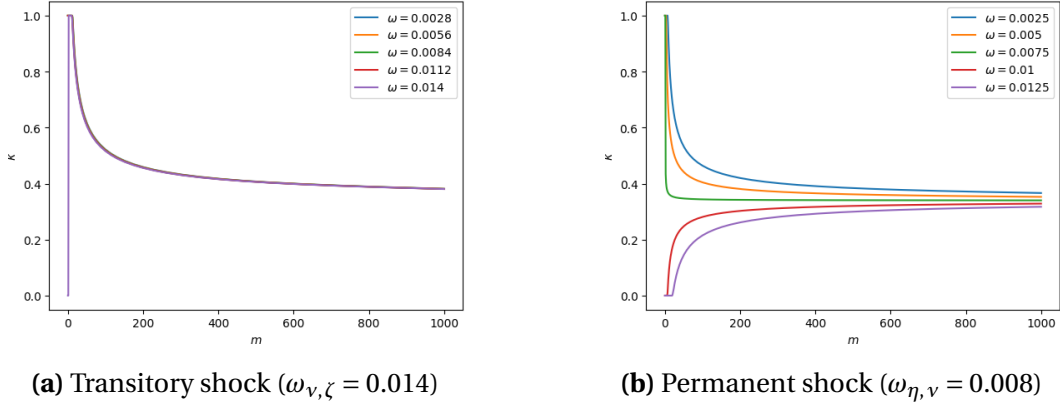 1.0
0.8
0.6
0.4
0.2
0.0
κ
0
200
400
600
800
1000
m
ω = 0.0028
ω = 0.0056
ω = 0.0084
ω = 0.0112
ω = 0.014
(a) Transitory shock (ω_{ν,ζ} = 0.014)
1.0
0.8
0.6
0.4
0.2
0.0
κ
0
200
400
600
800
1000
m
ω = 0.0025
ω = 0.005
ω = 0.0075
ω = 0.01
ω = 0.0125
(b) Permanent shock (ω_{η,ν} = 0.008)